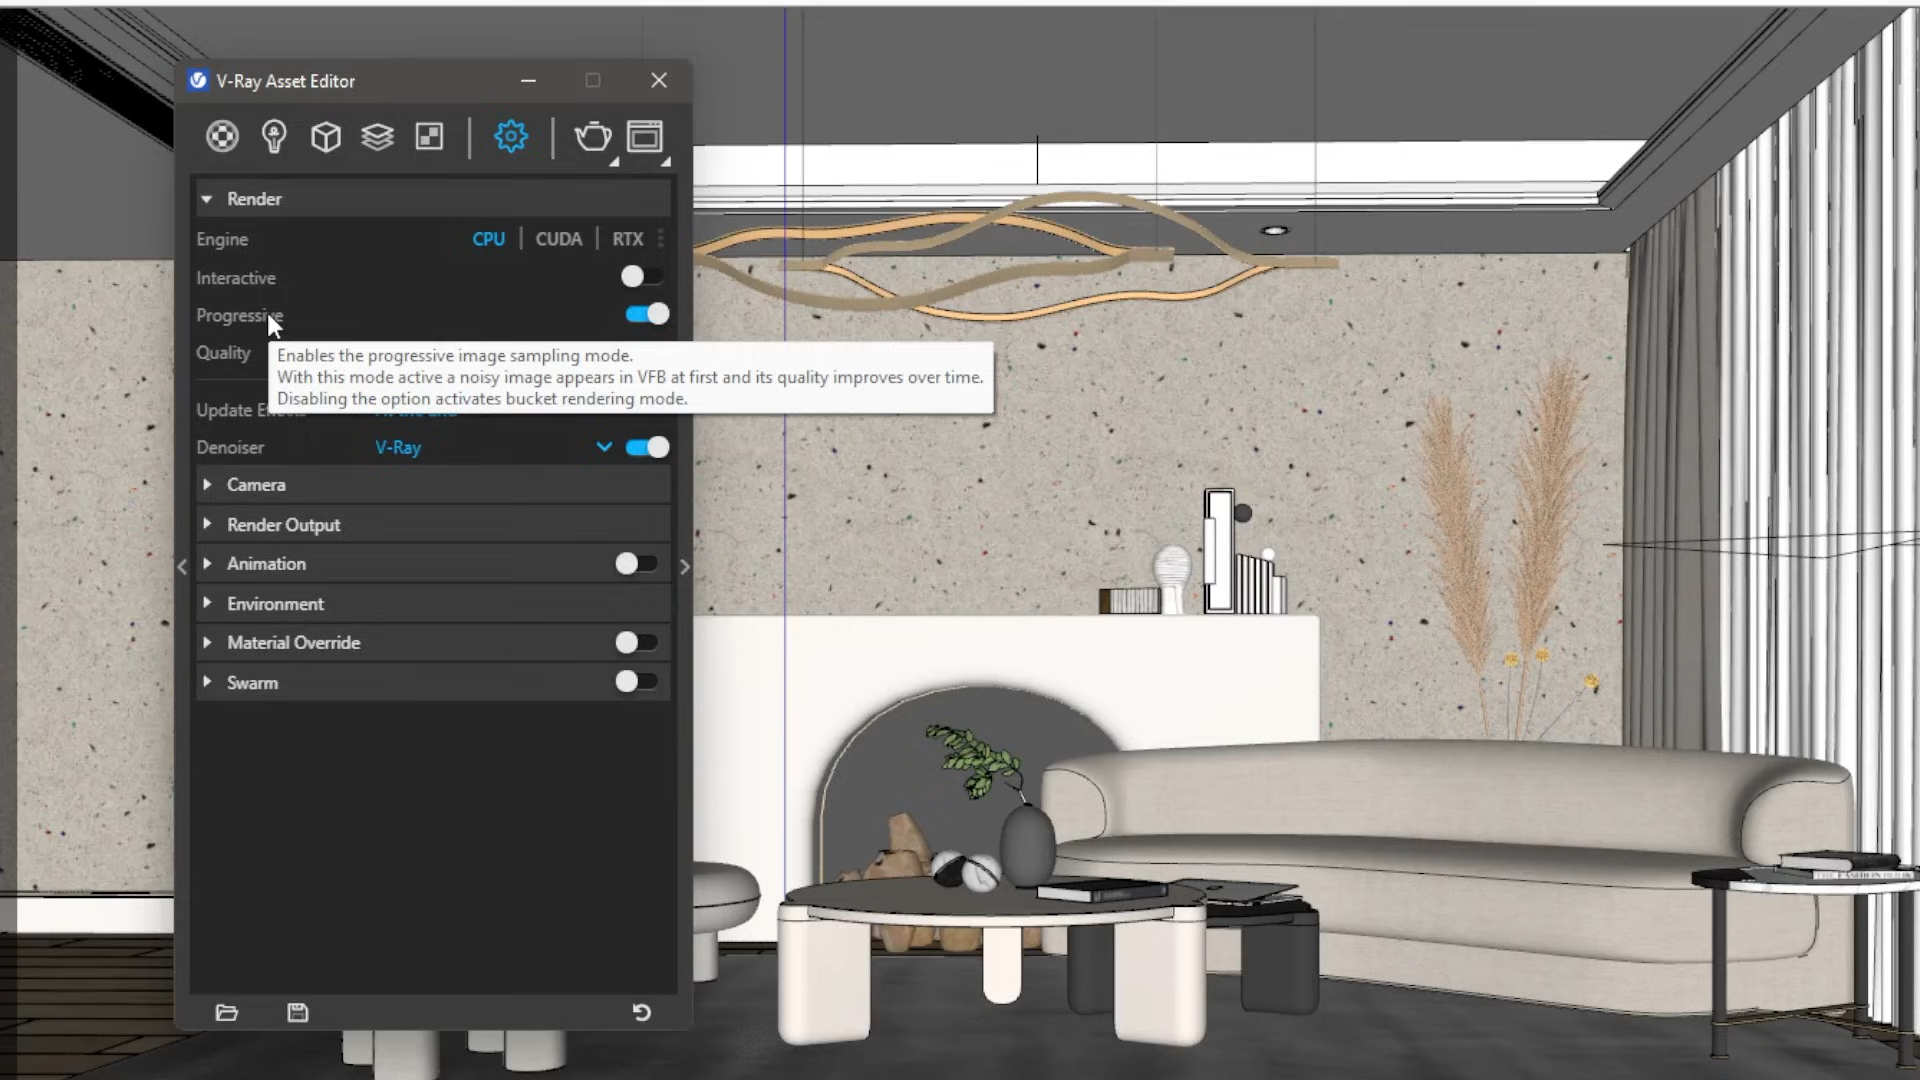 V-Ray Asset Editor
Render
Engine CPU CUDA RTX
Interactive
Progressive
Quality
Enables the progressive image sampling mode.
With this mode active a noisy image appears in VFB at first and its quality improves over time.
Disabling the option activates bucket rendering mode.
Update
Denoiser V-Ray
Camera
Render Output
Animation
Environment
Material Override
Swarm